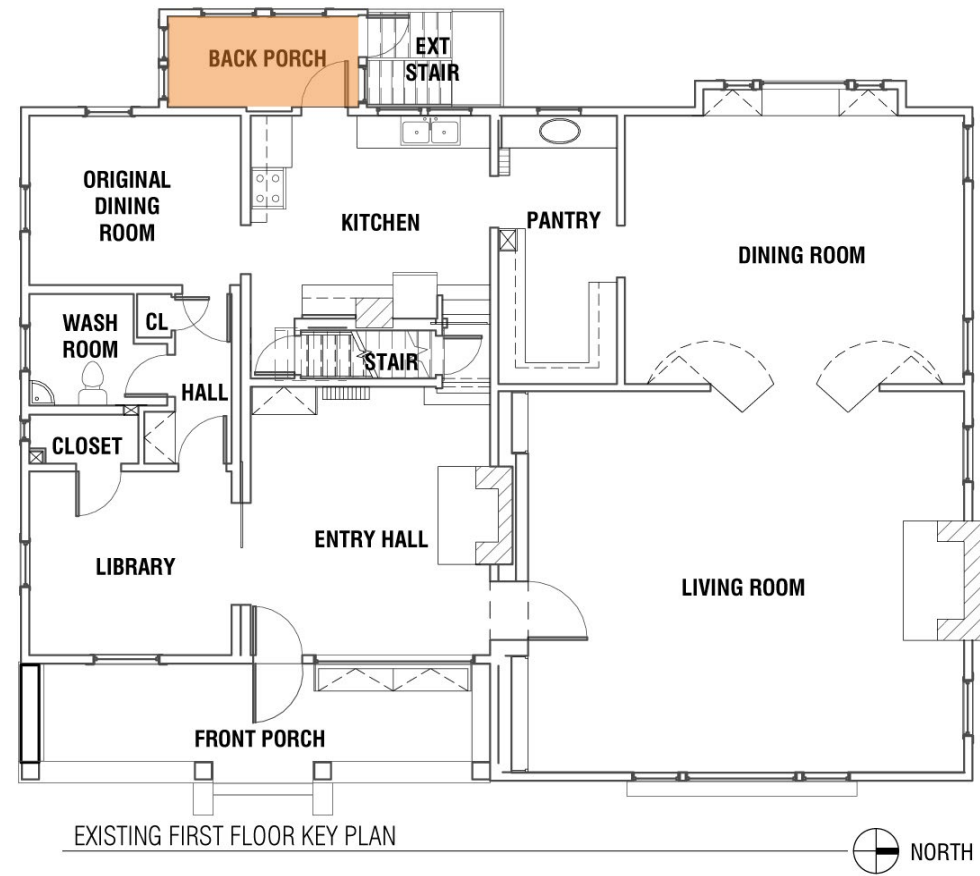 BACK PORCH
EXT
STAIR
ORIGINAL
DINING
ROOM
KITCHEN
PANTRY
DINING ROOM
WASH
ROOM
CL
STAIR
HALL
CLOSET
LIBRARY
ENTRY HALL
LIVING ROOM
FRONT PORCH
EXISTING FIRST FLOOR KEY PLAN
NORTH